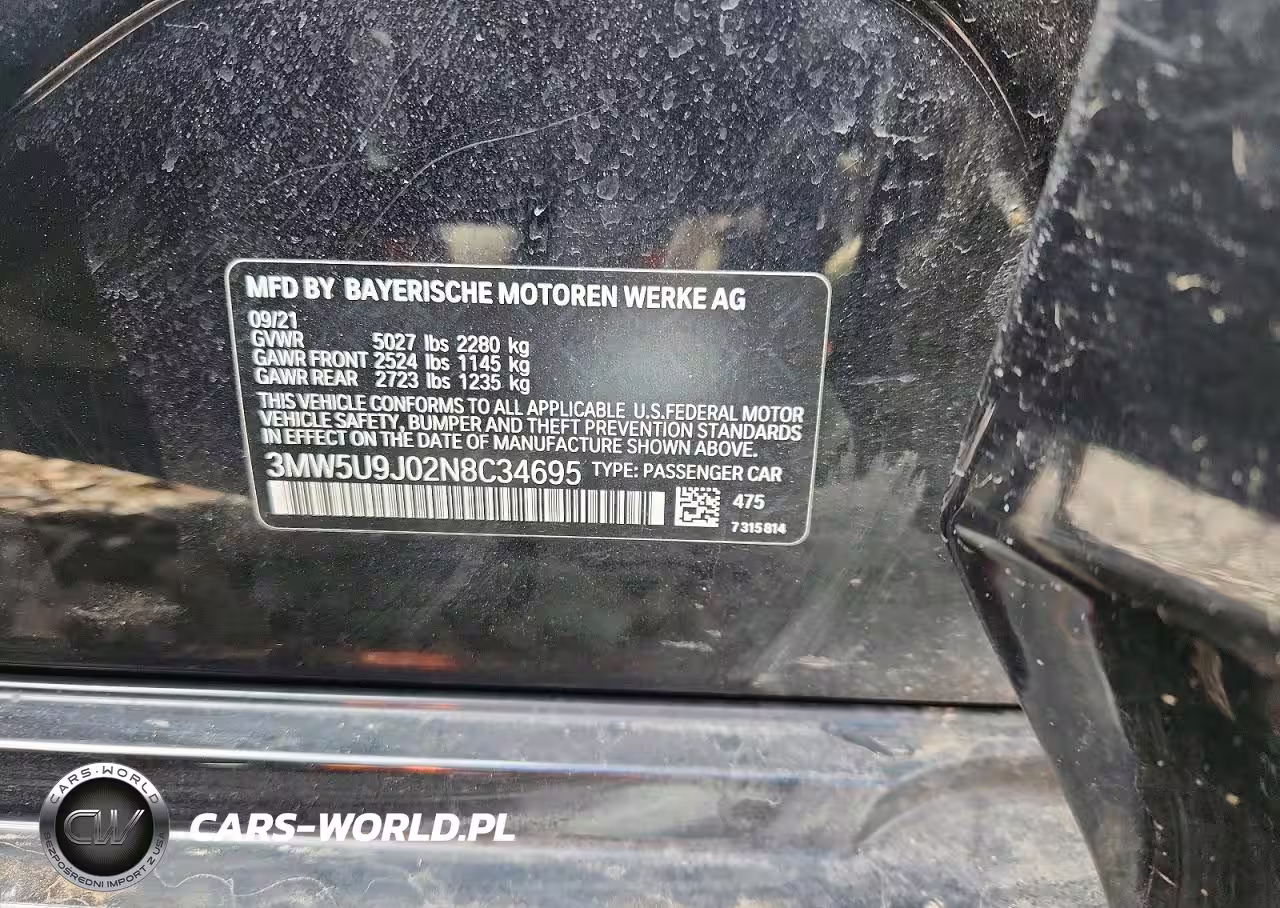 MFD BY BAYERISCHE MOTOREN WERKE AG
09/21
GVWR 5027 lbs 2280 kg
GAWR FRONT 2524 lbs 1145 kg
GAWR REAR 2723 lbs 1235 kg
THIS VEHICLE CONFORMS TO ALL APPLICABLE U.S.FEDERAL MOTOR
VEHICLE SAFETY, BUMPER AND THEFT PREVENTION STANDARDS
IN EFFECT ON THE DATE OF MANUFACTURE SHOWN ABOVE.
3MW5U9J02N8C34695 TYPE: PASSENGER CAR
475
7 315 814
CARS-WORLD
CW
BEZPOŚREDNI IMPORT Z USA
CARS-WORLD.PL